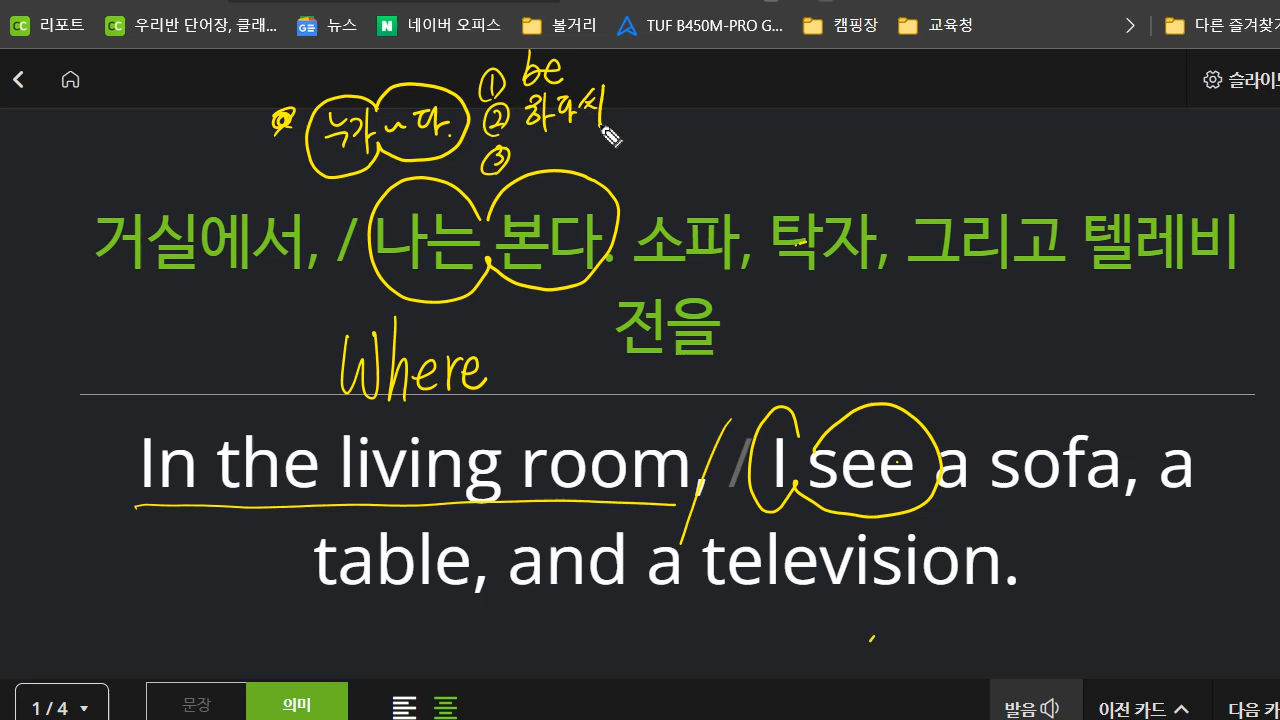 리포트 우리반 단어장, 클래... 뉴스 네이버 오피스 볼거리 TUF B450M-PRO G... 캠핑장 교육청 다른 즐겨찾기
슬라이드
누가 ~다.
① be
② 하다씨
③
거실에서, / 나는 본다. 소파, 탁자, 그리고 텔레비
전을
Where
In the living room, / I see a sofa, a
table, and a television.
1 / 4 문장 의미 발음 이전 카드 다음 카